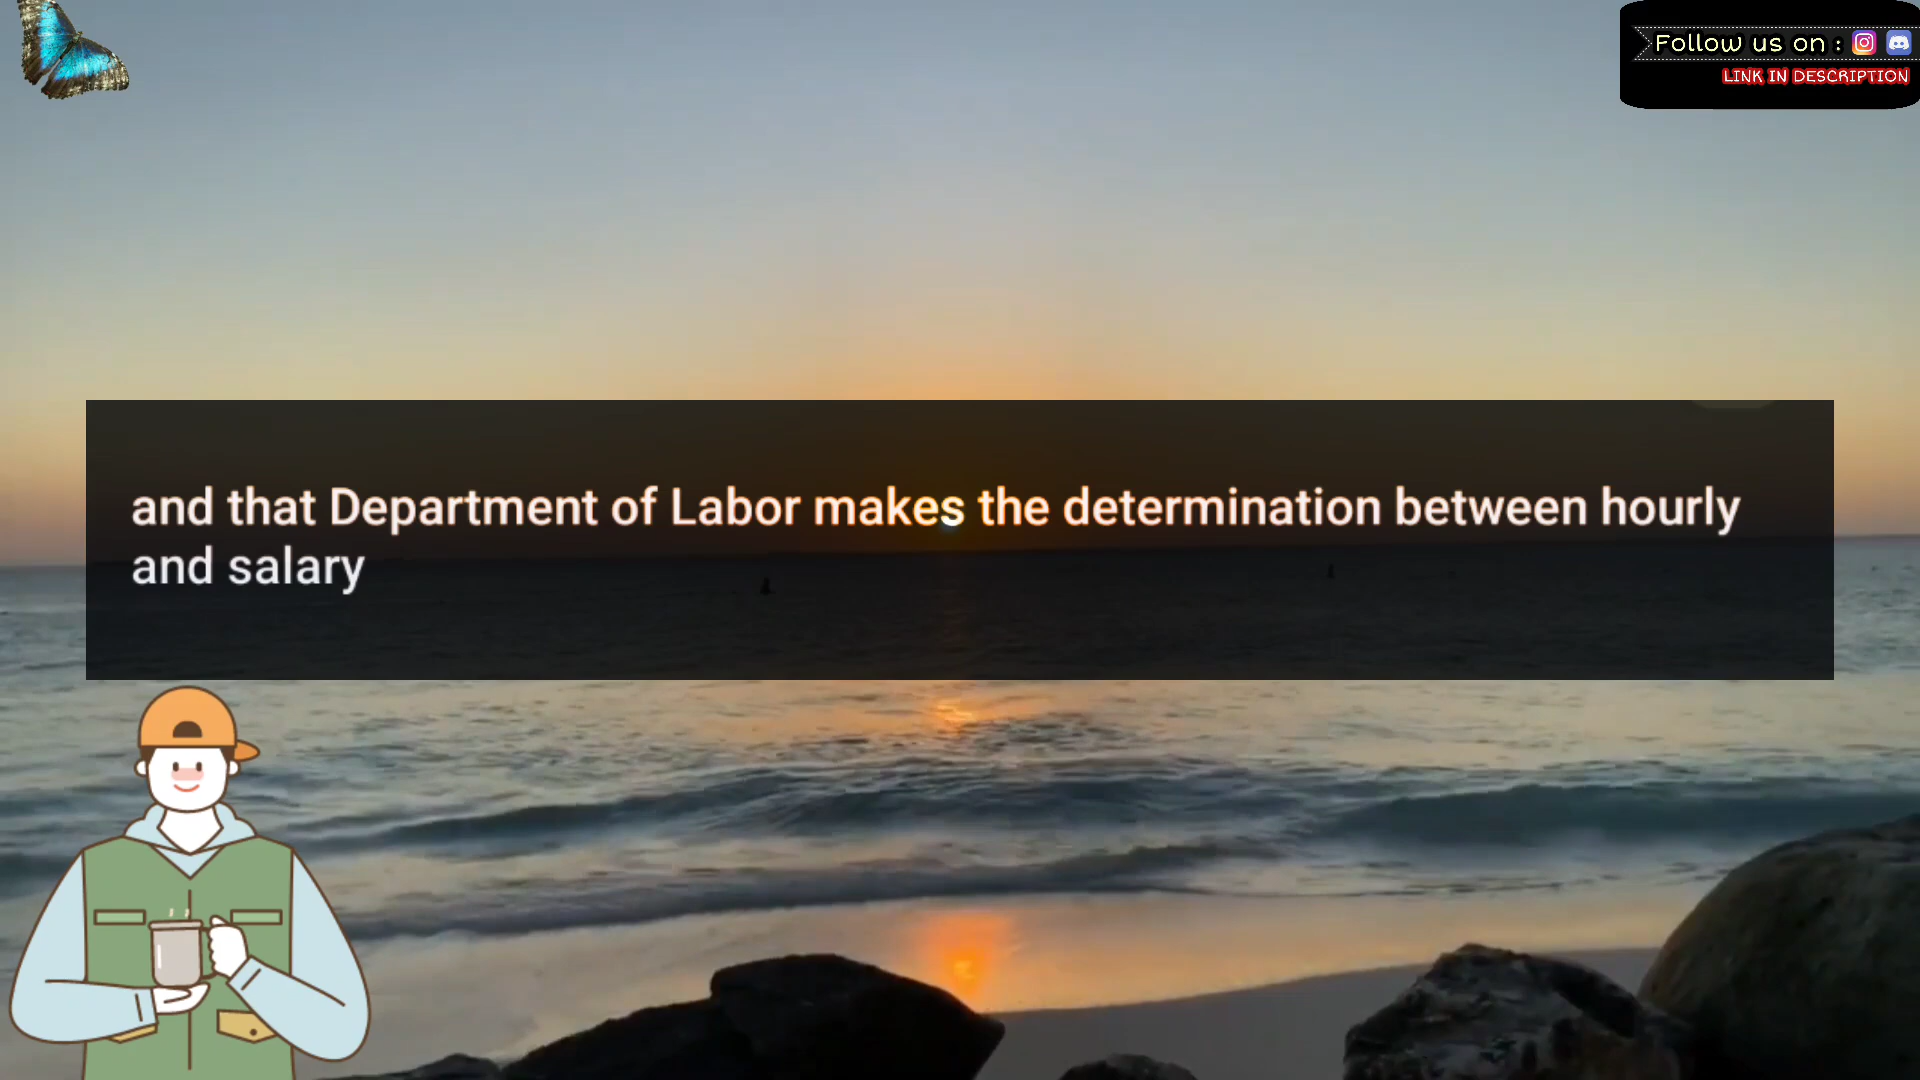 Follow us on :
LINK IN DESCRIPTION
and that Department of Labor makes the determination between hourly
and salary